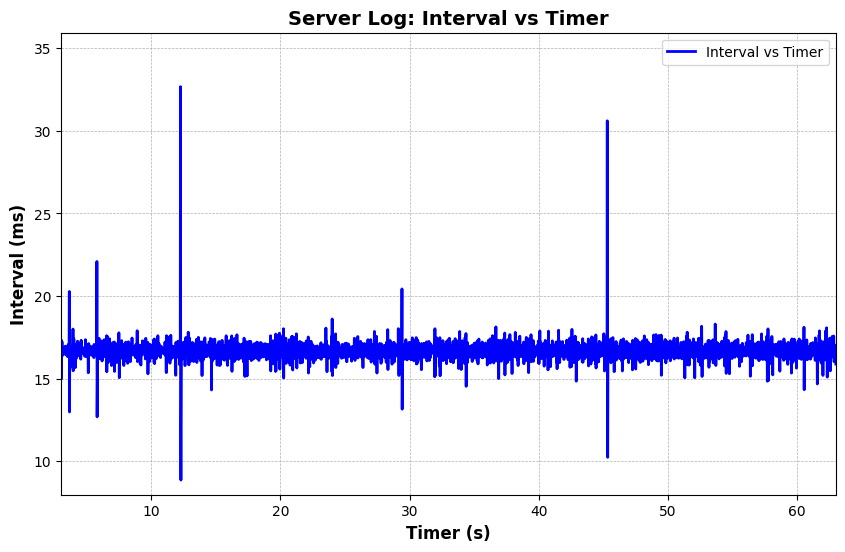 Server Log: Interval vs Timer
Interval vs Timer
35
30
25
20
15
10
Interval (ms)
10 20 30 40 50 60
Timer (s)